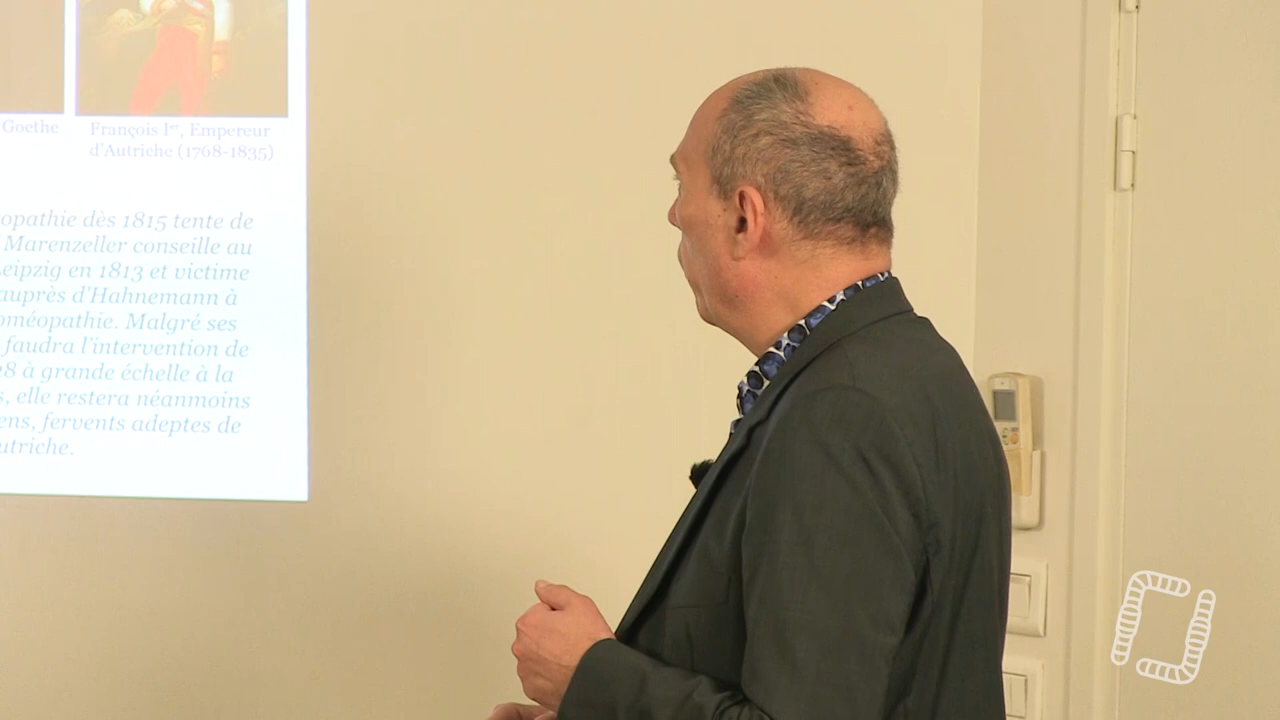 Goethe
François Ier, Empereur
d'Autriche (1768-1835)
opathie dès 1815 tente de
Marenzeller conseille au
Leipzig en 1813 et victime
auprès d'Hahnemann à
oméopathie. Malgré ses
faudra l'intervention de
28 à grande échelle à la
s, elle restera néanmoins
ens, fervents adeptes de
utriche.